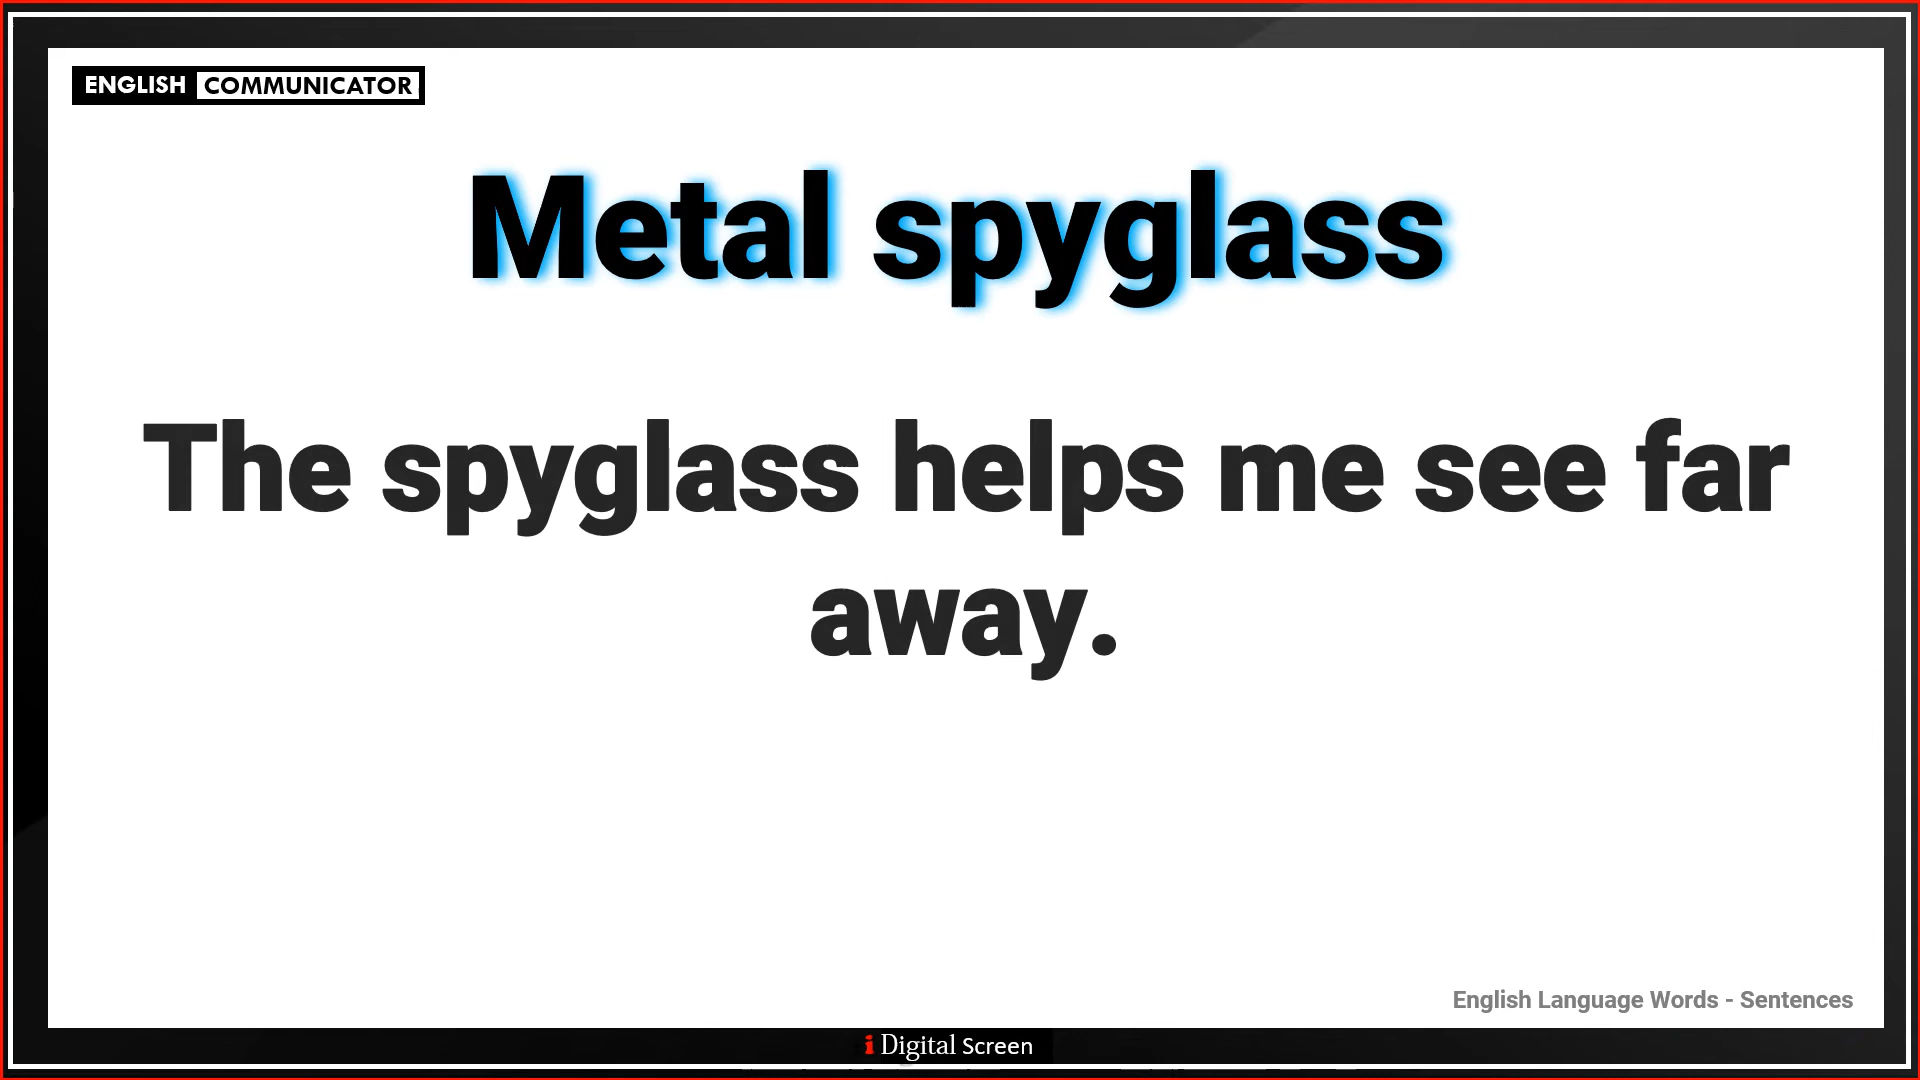 ENGLISH COMMUNICATOR
Metal spyglass
The spyglass helps me see far
away.
English Language Words - Sentences
i Digital Screen